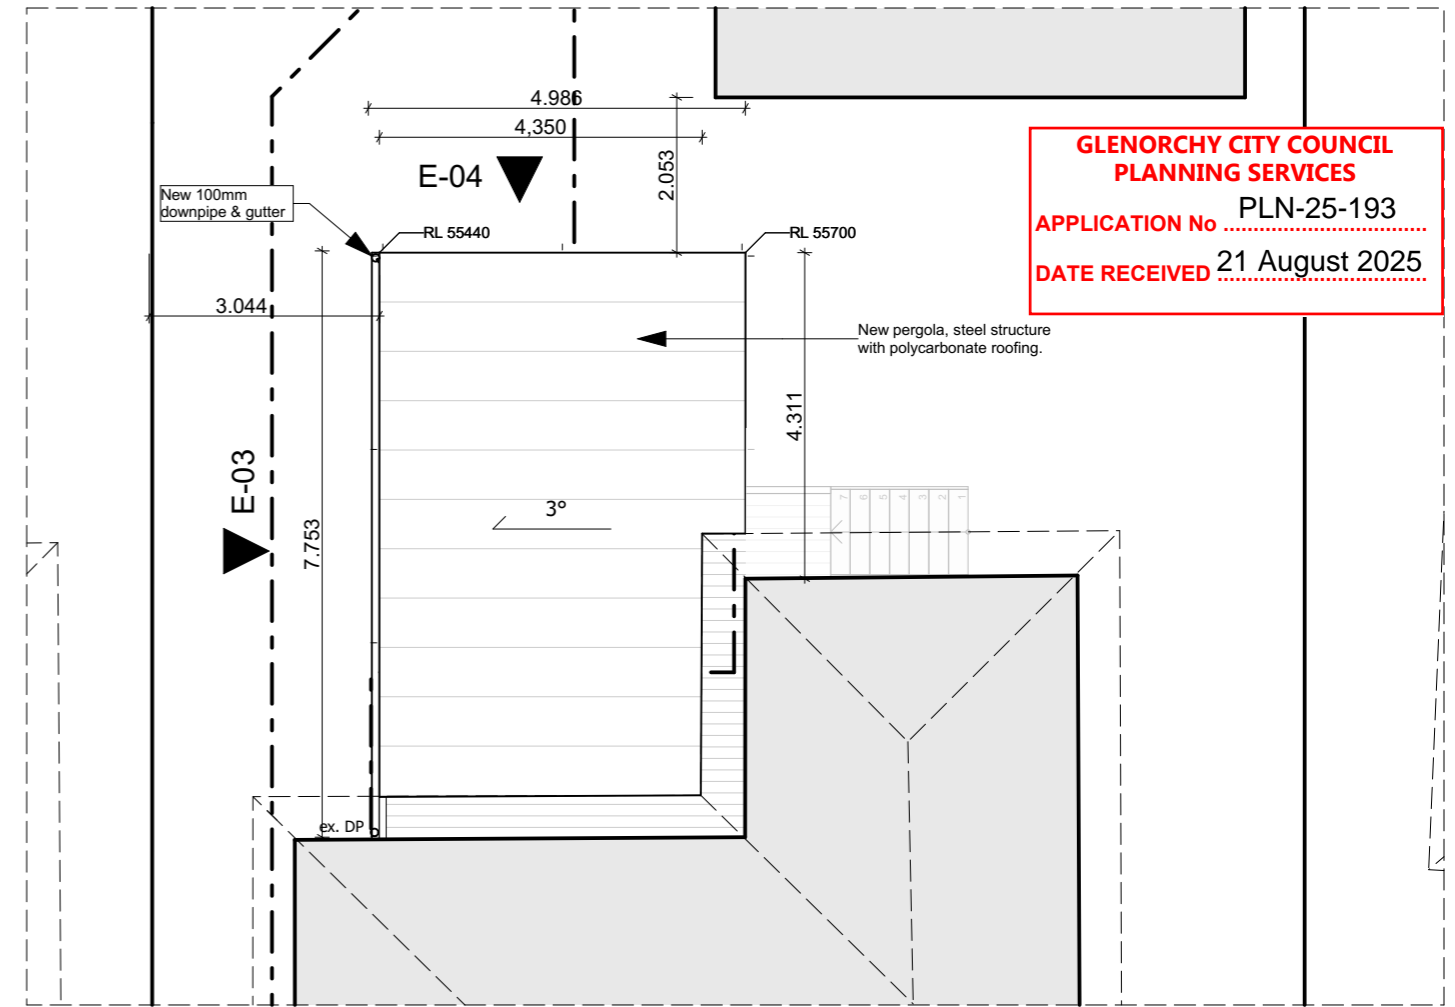 4.986
4,350
E-04
2.053
GLENORCHY CITY COUNCIL
PLANNING SERVICES
APPLICATION No PLN-25-193
DATE RECEIVED 21 August 2025
New 100mm
downpipe & gutter
RL 55440
RL 55700
3.044
New pergola, steel structure
with polycarbonate roofing.
4.311
E-03
7.753
3°
7 6 5 4 3 2 1
ex. DP